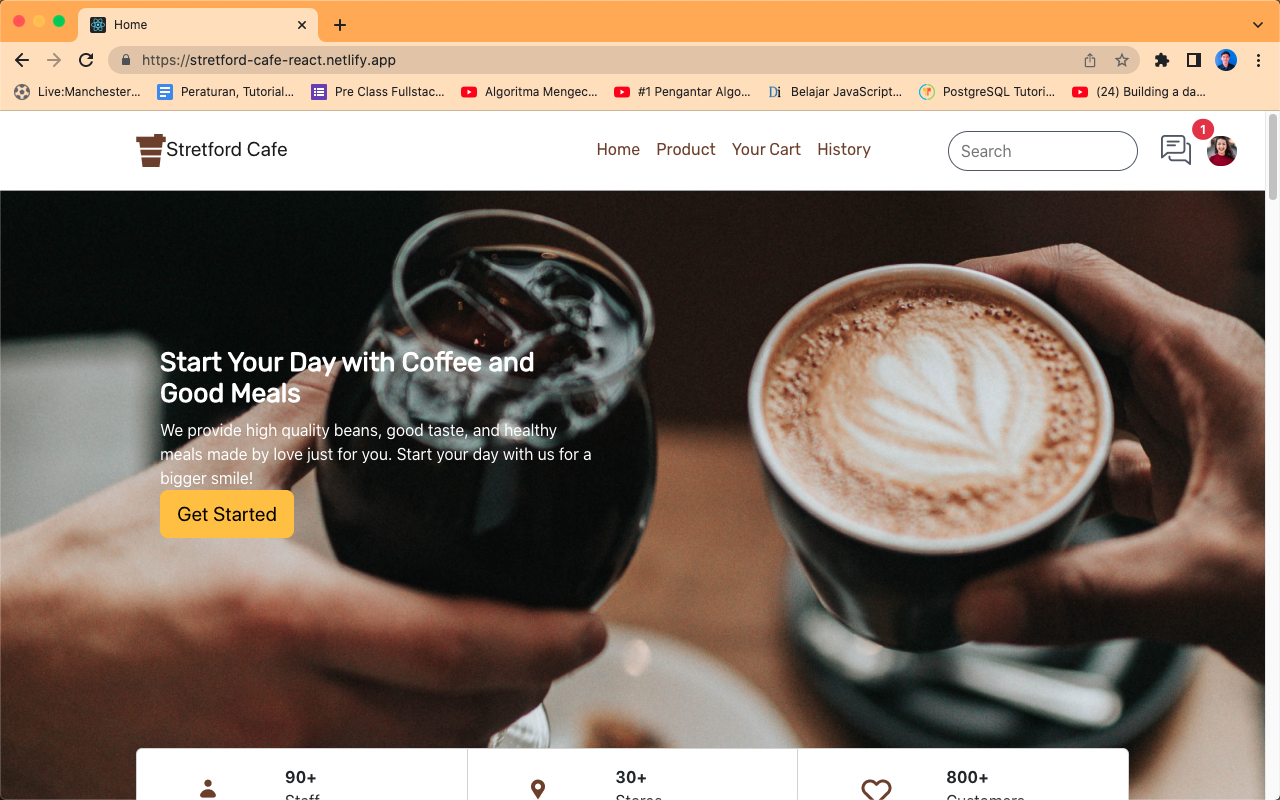 Home
https://stretford-cafe-react.netlify.app
Live:Manchester...
Peraturan, Tutorial...
Pre Class Fullstac...
Algoritma Mengec...
#1 Pengantar Algo...
Di
Belajar JavaScript...
PostgreSQL Tutori...
(24) Building a da...
Stretford Cafe
Home
Product
Your Cart
History
Search
1
Start Your Day with Coffee and
Good Meals
We provide high quality beans, good taste, and healthy
meals made by love just for you. Start your day with us for a
bigger smile!
Get Started
90+
Staff
30+
Stores
800+
Customers